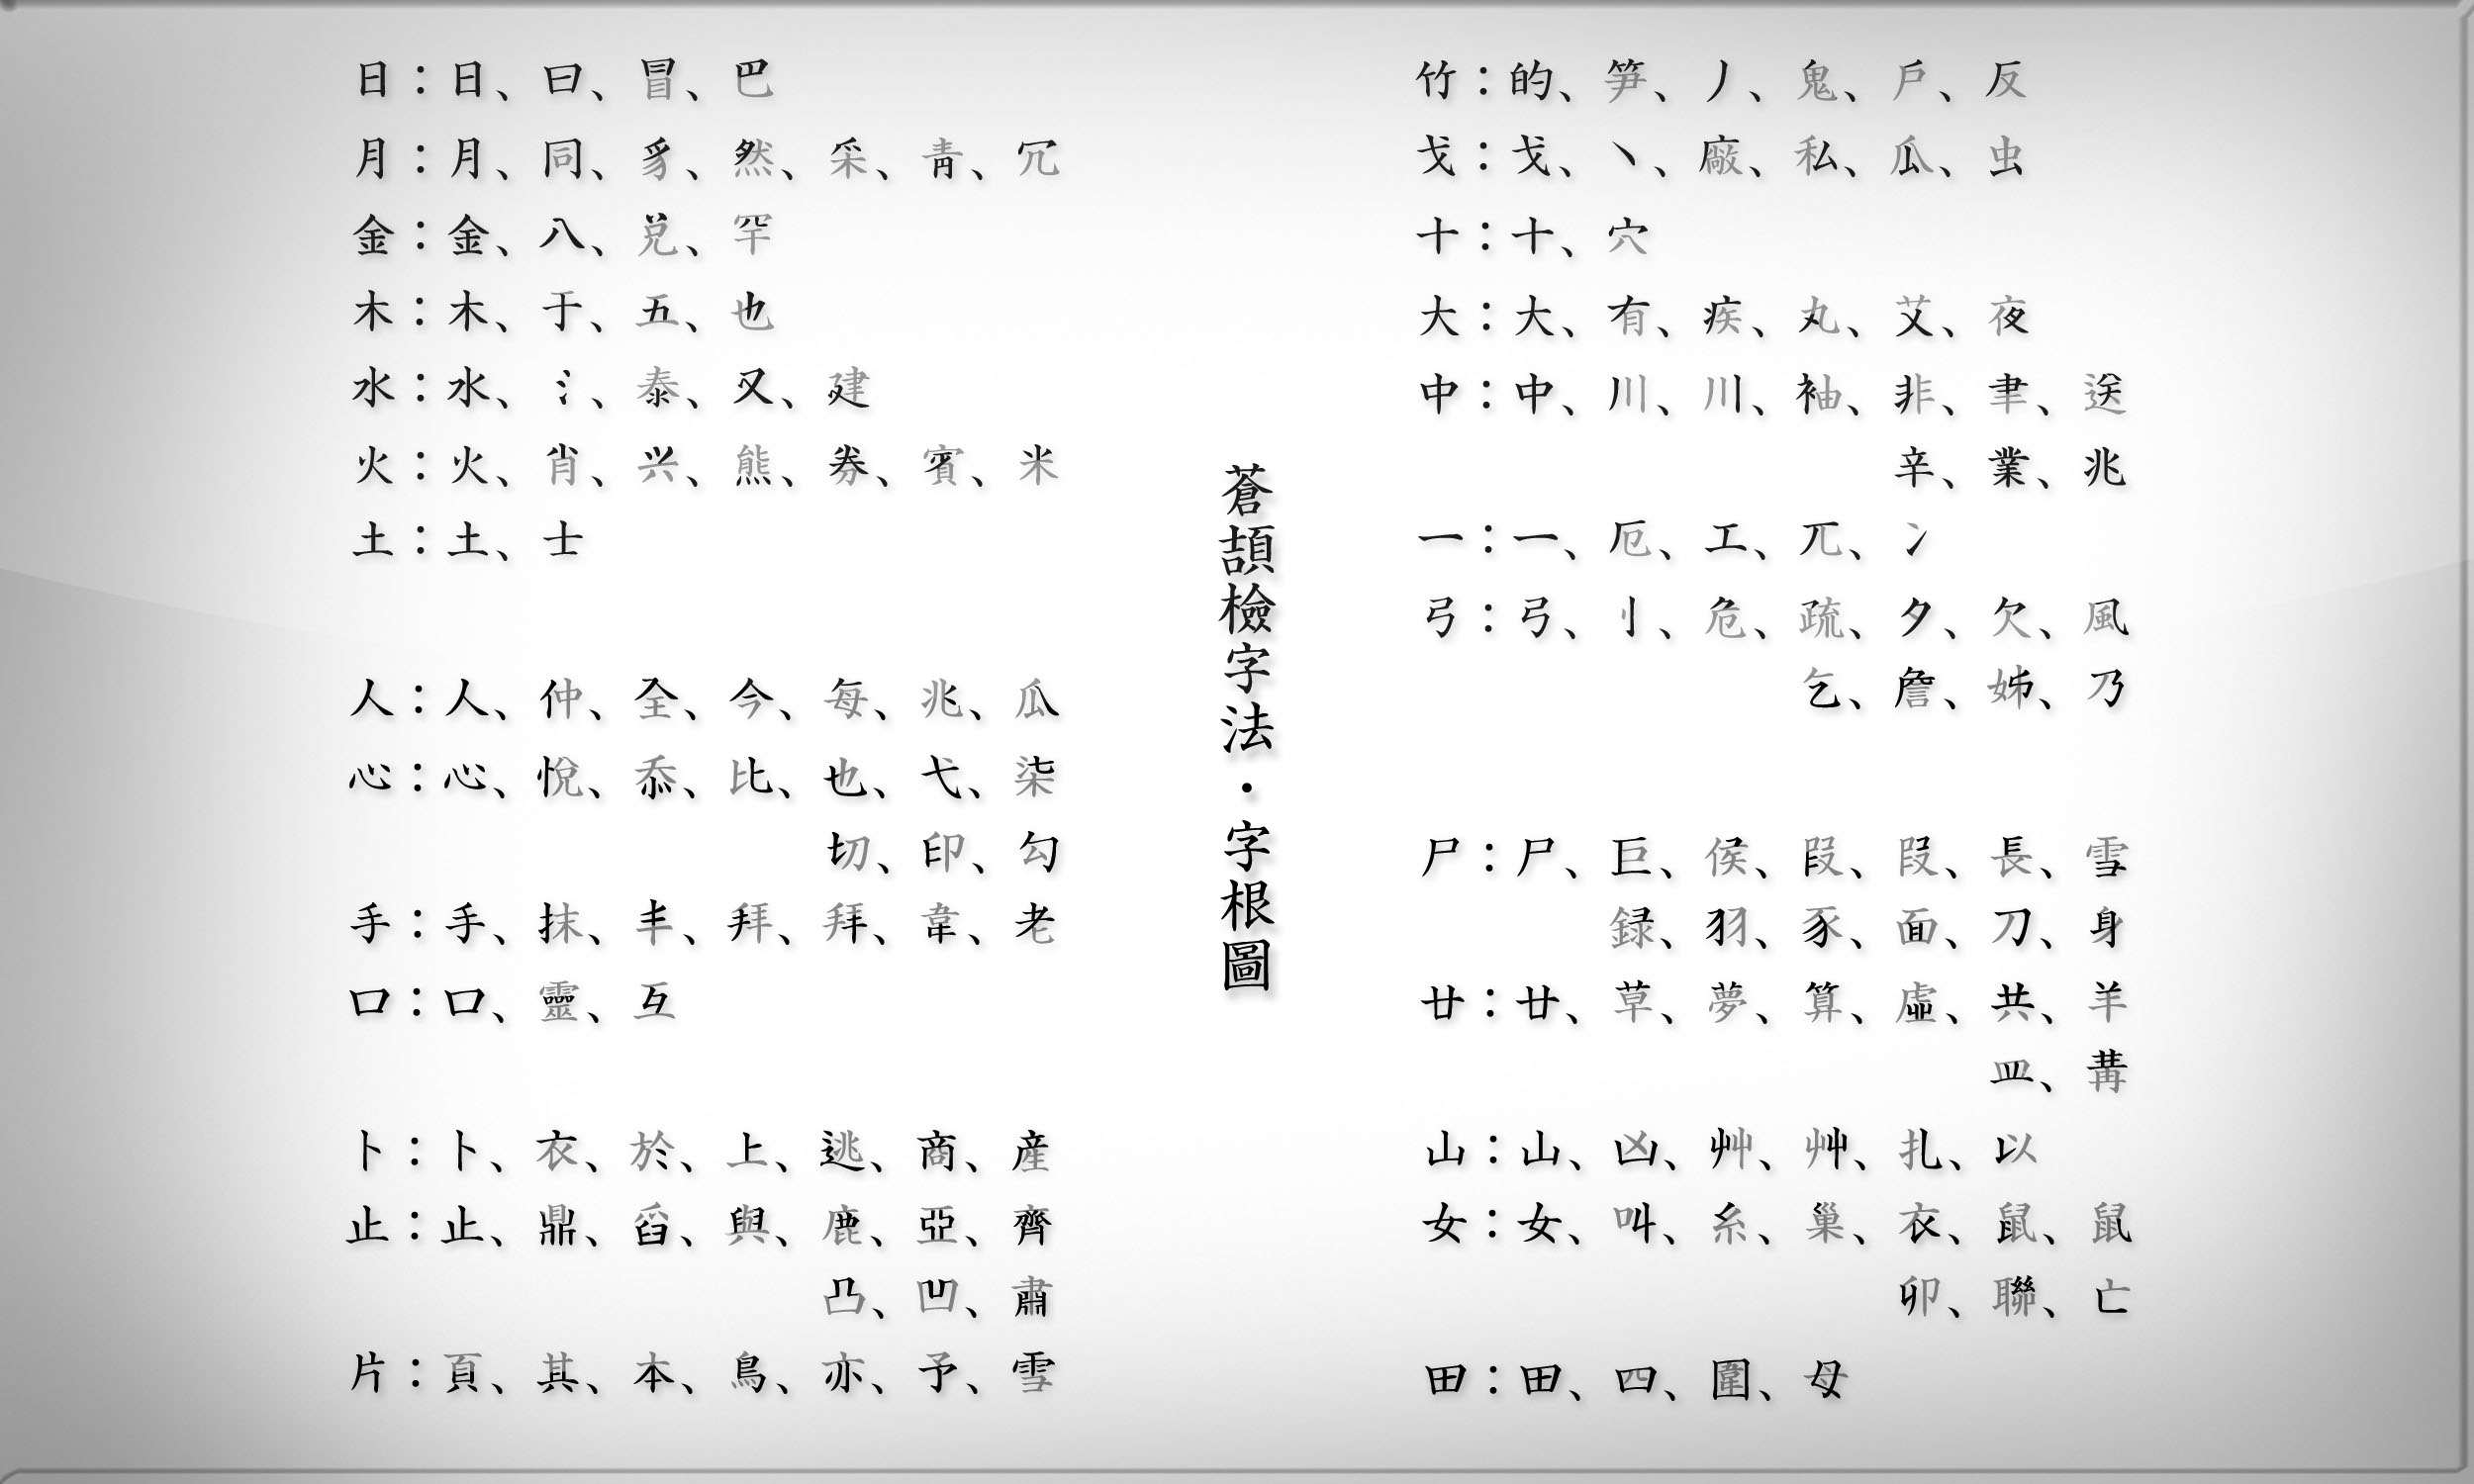 日：日、曰、冒、巴
月：月、同、豸、然、采、青、冗
金：金、八、兑、罕
木：木、于、五、也
水：水、氵、泰、又、建
火：火、肖、兴、熊、券、賓、米
土：土、士
人：人、仲、全、今、每、兆、瓜
心：心、悅、忝、比、也、弋、柒
切、印、勾
手：手、抹、丰、拜、拜、韋、老
口：口、靈、互
卜：卜、衣、於、上、逃、商、産
止：止、鼎、舀、與、鹿、亞、齊
凸、凹、肅
片：頁、其、本、鳥、亦、予、雪
蒼頡檢字法．字根圖
竹：的、笋、丿、鬼、戶、反
戈：戈、丶、廠、私、瓜、虫
十：十、穴
大：大、有、疾、丸、艾、夜
中：中、川、川、袖、非、聿、送
辛、業、兆
一：一、厄、工、兀、冫
弓：弓、刂、危、疏、夕、欠、風
乞、詹、姊、乃
尸：尸、巨、侯、段、段、長、雪
録、羽、豕、面、刀、身
廿：廿、草、夢、算、虛、共、羊
皿、冓
山：山、凶、艸、艸、扎、以
女：女、叫、糸、巢、衣、鼠、鼠
卯、聯、亡
田：田、四、圍、母